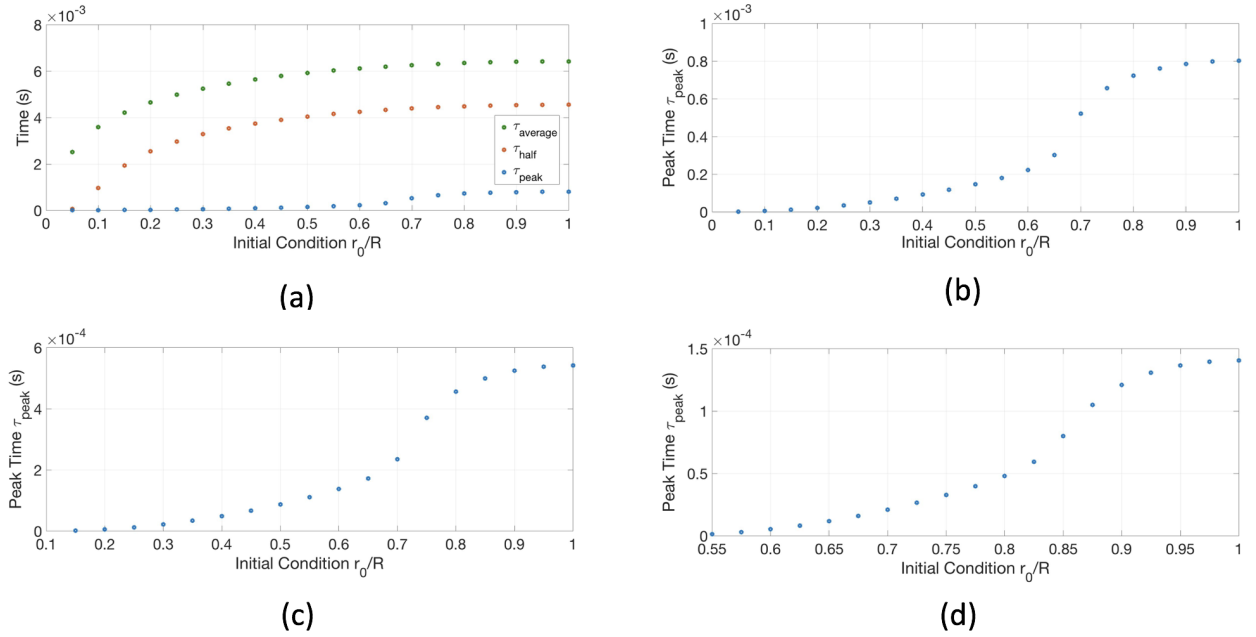 ×10⁻³
8
6
4
2
0
Time (s)
τ_average
τ_half
τ_peak
0 0.1 0.2 0.3 0.4 0.5 0.6 0.7 0.8 0.9 1
Initial Condition r₀/R
(a)
×10⁻³
1
0.8
0.6
0.4
0.2
0
Peak Time τ_peak (s)
0 0.1 0.2 0.3 0.4 0.5 0.6 0.7 0.8 0.9 1
Initial Condition r₀/R
(b)
×10⁻⁴
6
4
2
0
Peak Time τ_peak (s)
0.1 0.2 0.3 0.4 0.5 0.6 0.7 0.8 0.9 1
Initial Condition r₀/R
(c)
×10⁻⁴
1.5
1
0.5
0
Peak Time τ_peak (s)
0.55 0.6 0.65 0.7 0.75 0.8 0.85 0.9 0.95 1
Initial Condition r₀/R
(d)